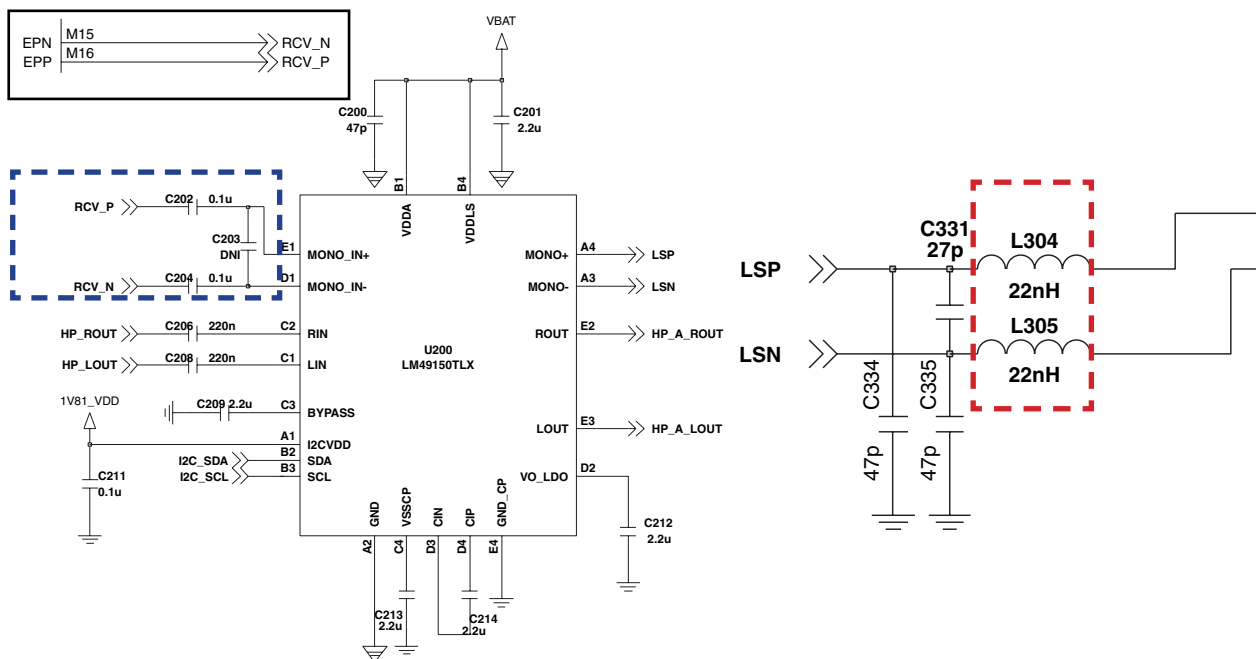 EPN M15 RCV_N
EPP M16 RCV_P
VBAT
C200
47p
C201
2.2u
B1
B4
VDDA
VDDLS
RCV_P C202 0.1u
C203
DNI
E1 MONO_IN+
RCV_N C204 0.1u D1 MONO_IN-
HP_ROUT C206 220n C2 RIN
HP_LOUT C208 220n C1 LIN
U200
LM49150TLX
MONO+ A4 LSP
MONO- A3 LSN
ROUT E2 HP_A_ROUT
LOUT E3 HP_A_LOUT
VO_LDO D2
1V81_VDD
C209 2.2u C3 BYPASS
A1 I2CVDD
I2C_SDA B2 SDA
I2C_SCL B3 SCL
C211
0.1u
GND
VSSCP
CIN
CIP
GND_CP
A2
C4
D3
D4
E4
C212
2.2u
C213
2.2u
C214
2.2u
C331
27p
L304
22nH
LSP
L305
22nH
LSN
C334
47p
C335
47p